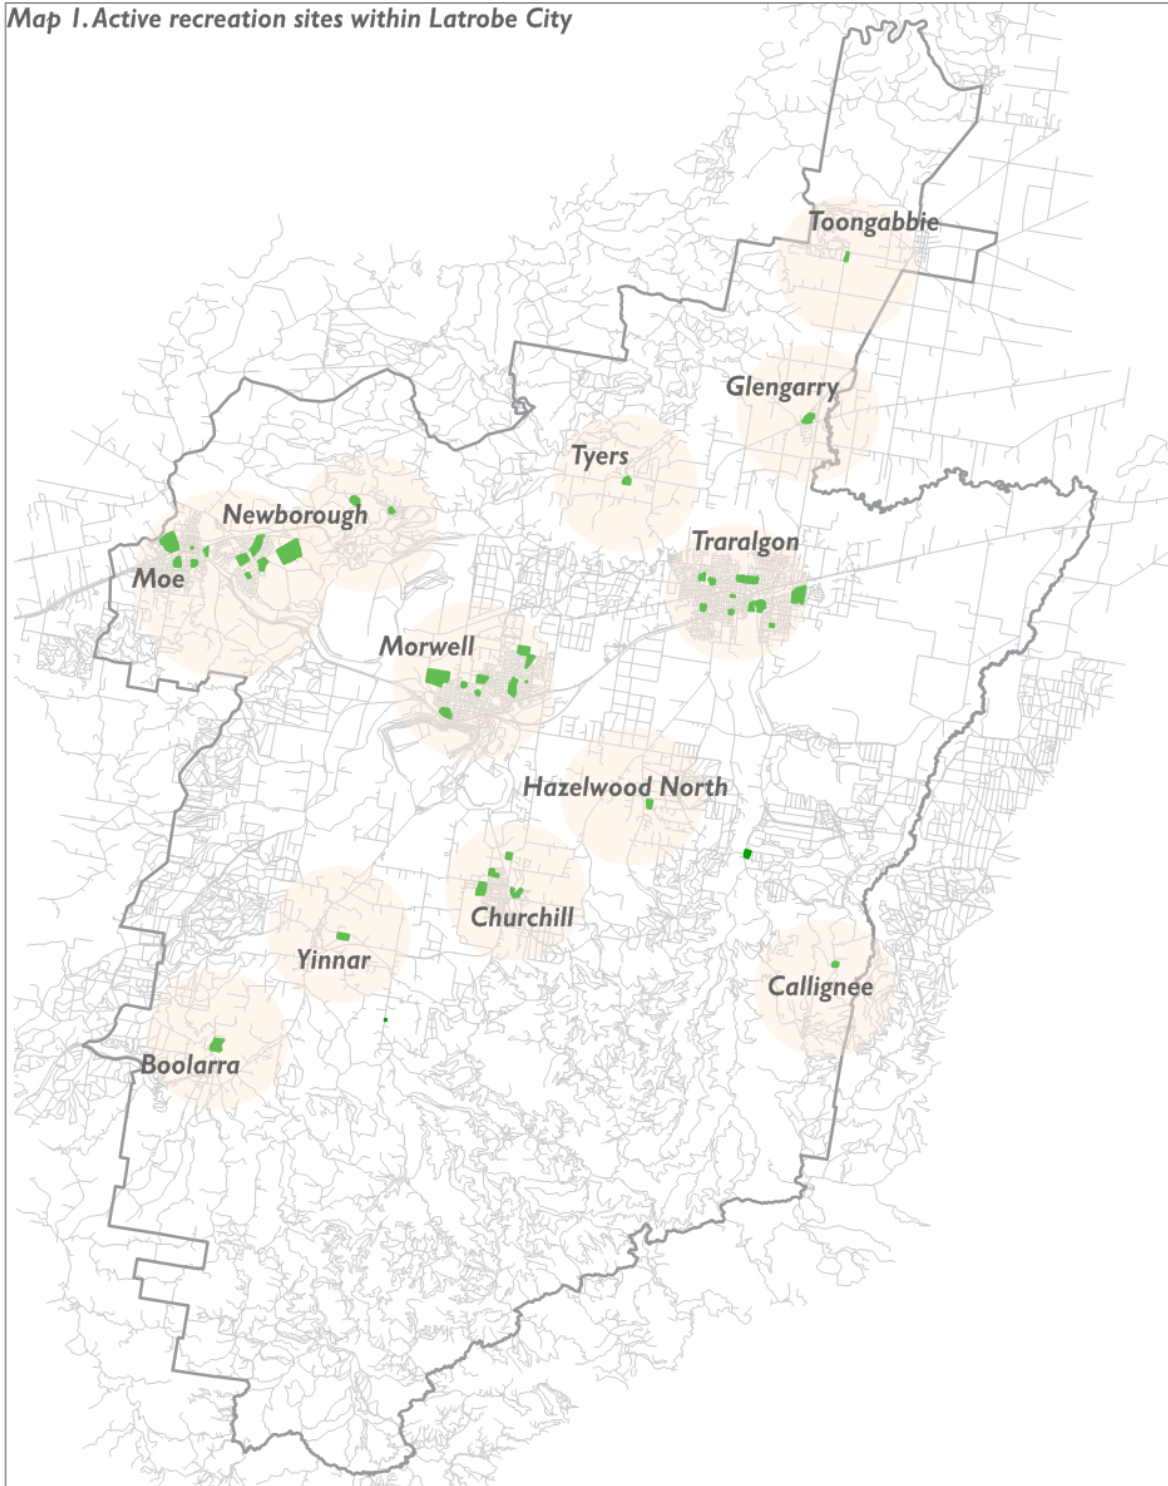 Map 1. Active recreation sites within Latrobe City
Toongabbie
Glengarry
Tyers
Newborough
Traralgon
Moe
Morwell
Hazelwood North
Churchill
Yinnar
Callignee
Boolarra